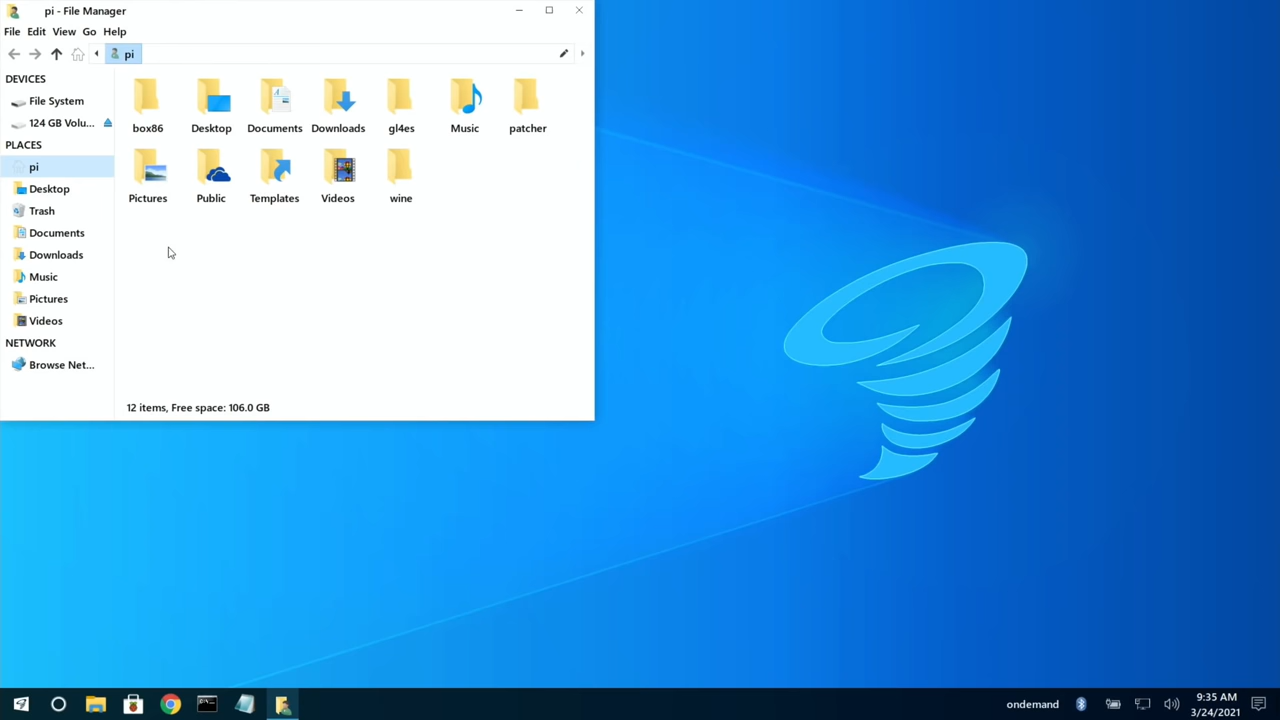 pi - File Manager
File Edit View Go Help
pi
DEVICES
File System
124 GB Volu...
PLACES
pi
Desktop
Trash
Documents
Downloads
Music
Pictures
Videos
NETWORK
Browse Net...
box86 Desktop Documents Downloads gl4es Music patcher
Pictures Public Templates Videos wine
12 items, Free space: 106.0 GB
ondemand
9:35 AM
3/24/2021